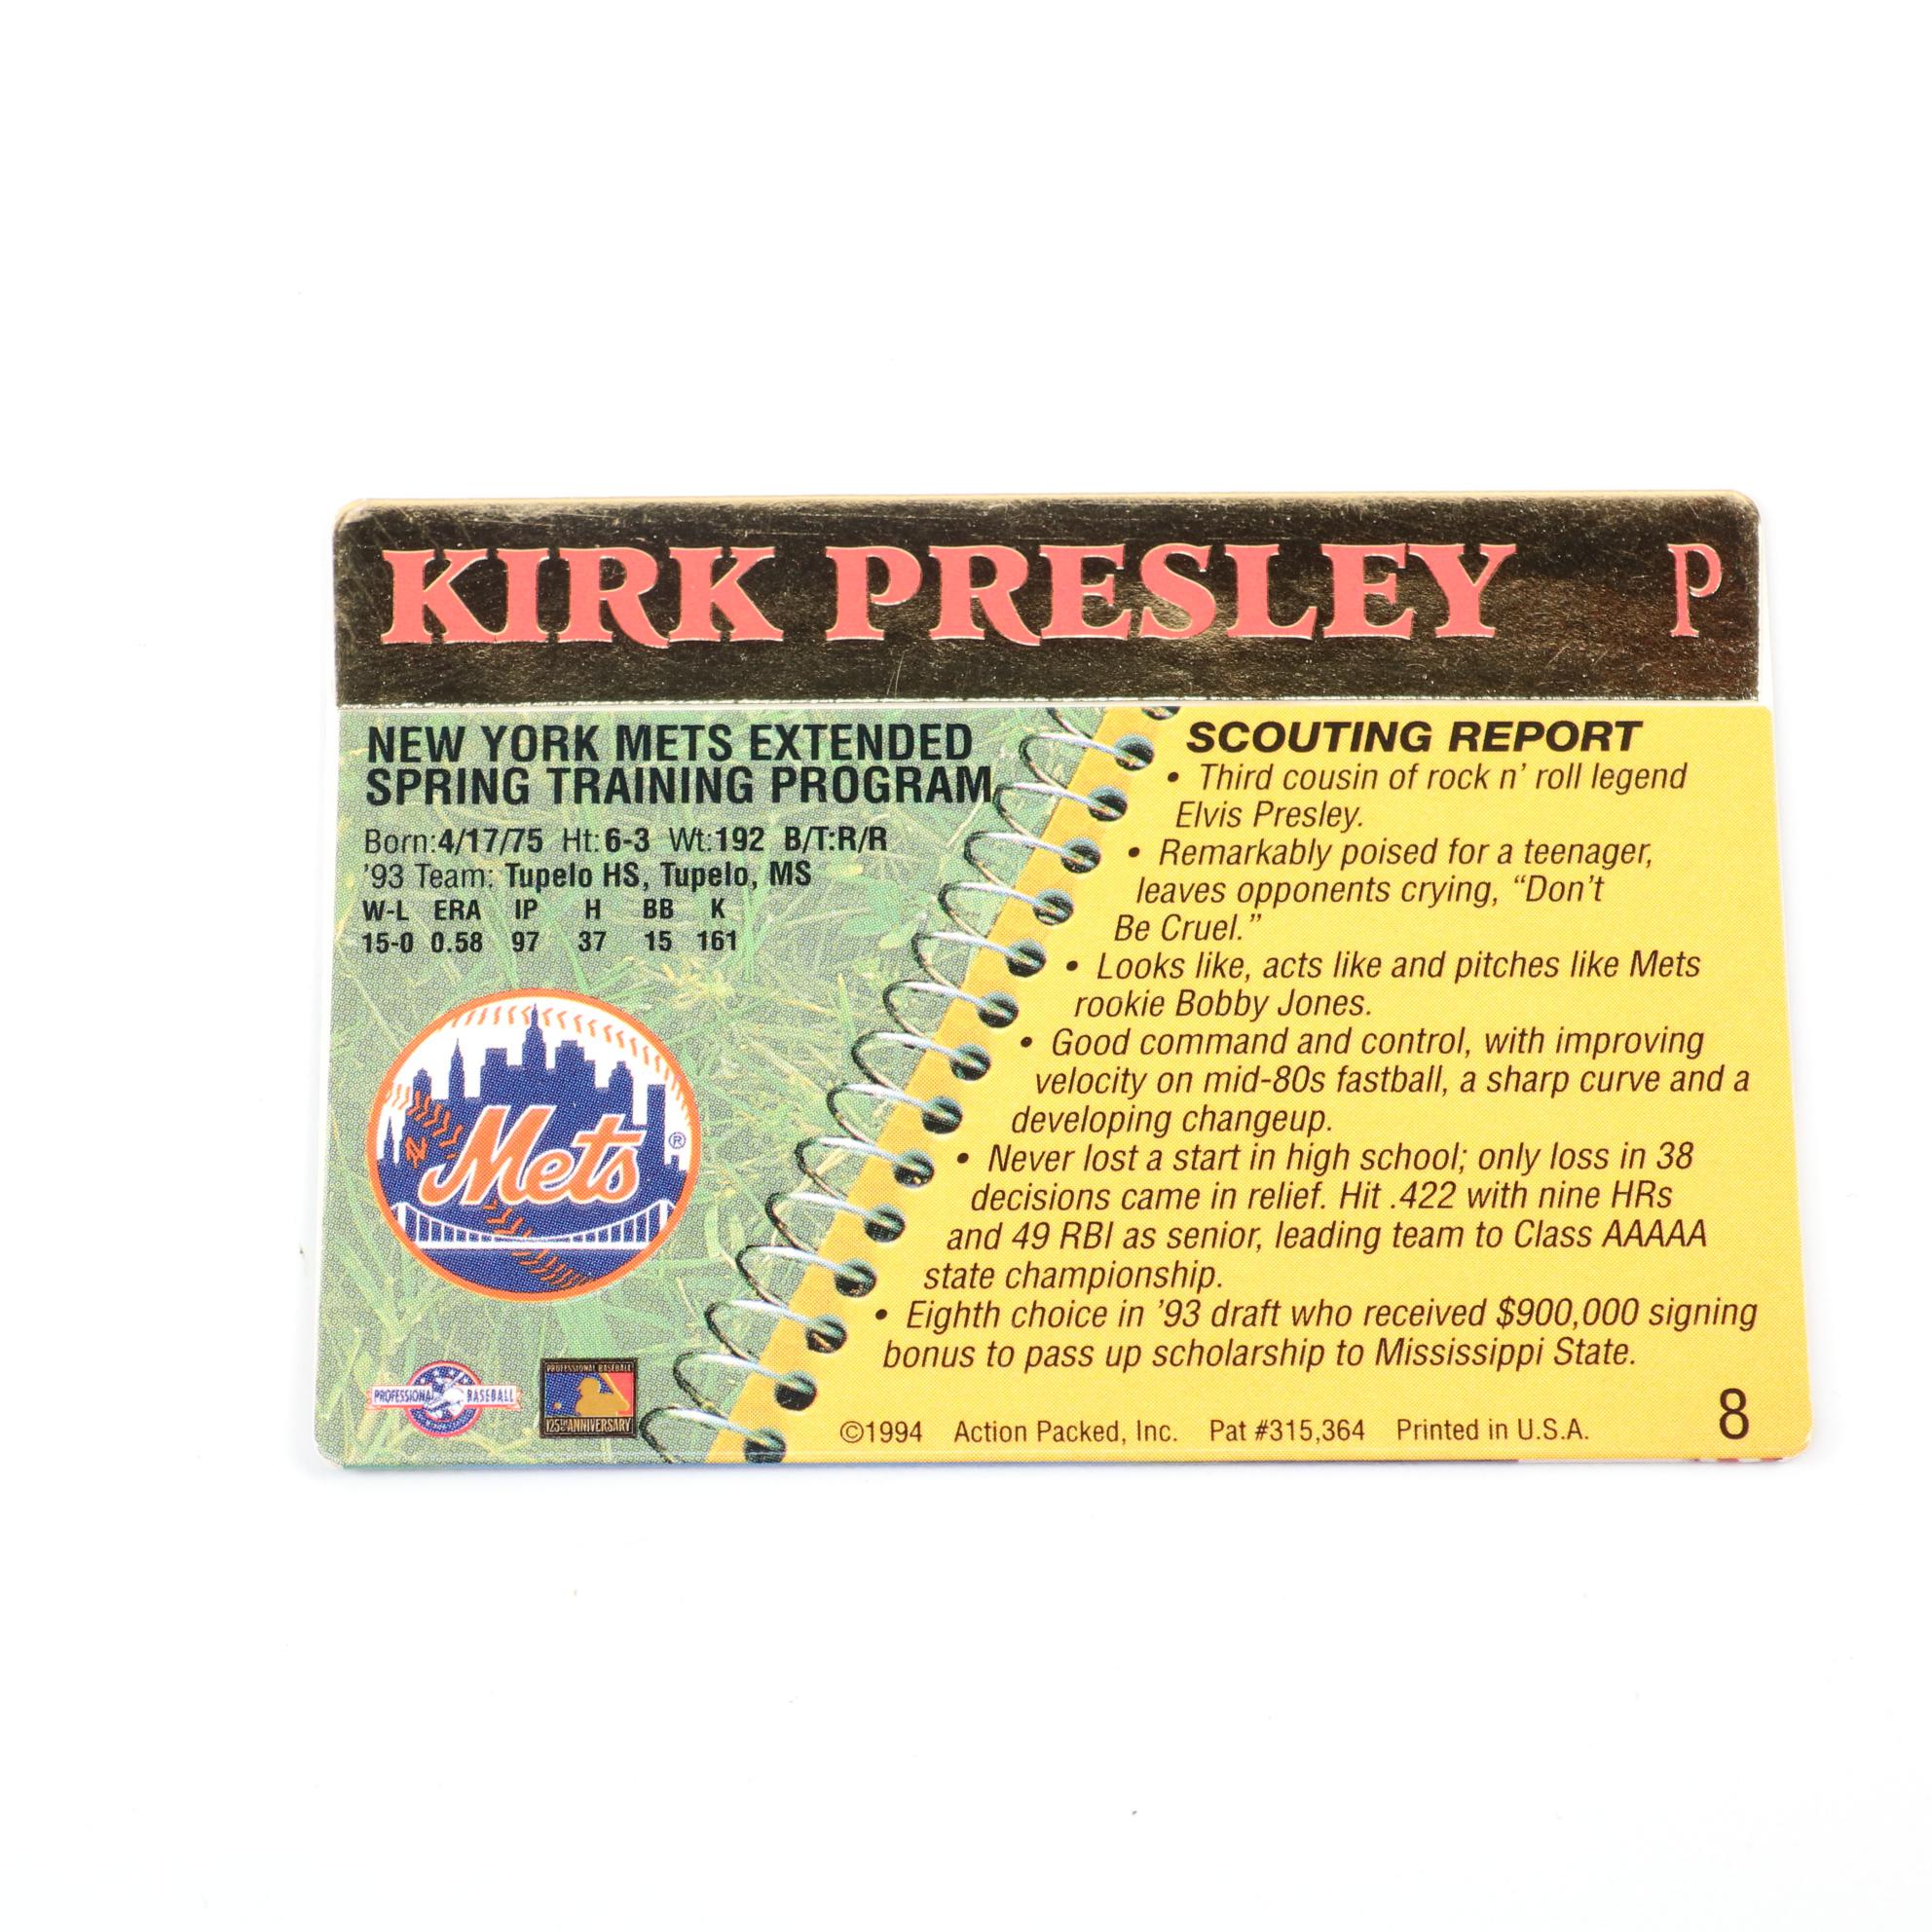 KIRK PRESLEY P
NEW YORK METS EXTENDED
SPRING TRAINING PROGRAM
Born:4/17/75 Ht:6-3 Wt:192 B/T:R/R
'93 Team: Tupelo HS, Tupelo, MS
W-L ERA IP H BB K
15-0 0.58 97 37 15 161
NY
Mets ®
PROFESSIONAL BASEBALL
PROFESSIONAL BASEBALL
125TH ANNIVERSARY
SCOUTING REPORT
• Third cousin of rock n' roll legend
Elvis Presley.
• Remarkably poised for a teenager,
leaves opponents crying, “Don't
Be Cruel.”
• Looks like, acts like and pitches like Mets
rookie Bobby Jones.
• Good command and control, with improving
velocity on mid-80s fastball, a sharp curve and a
developing changeup.
• Never lost a start in high school; only loss in 38
decisions came in relief. Hit .422 with nine HRs
and 49 RBI as senior, leading team to Class AAAAA
state championship.
• Eighth choice in '93 draft who received $900,000 signing
bonus to pass up scholarship to Mississippi State.
©1994 Action Packed, Inc. Pat #315,364 Printed in U.S.A.
8